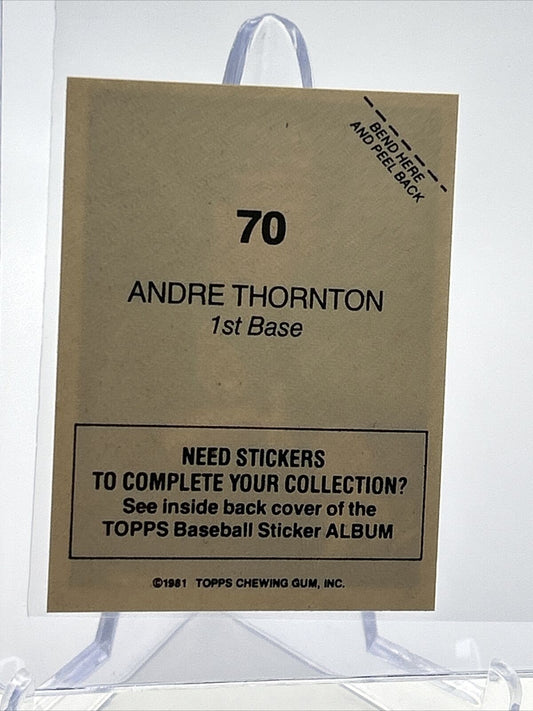 BEND HERE
AND PEEL BACK
70
ANDRE THORNTON
1st Base
NEED STICKERS
TO COMPLETE YOUR COLLECTION?
See inside back cover of the
TOPPS Baseball Sticker ALBUM
©1981 TOPPS CHEWING GUM, INC.